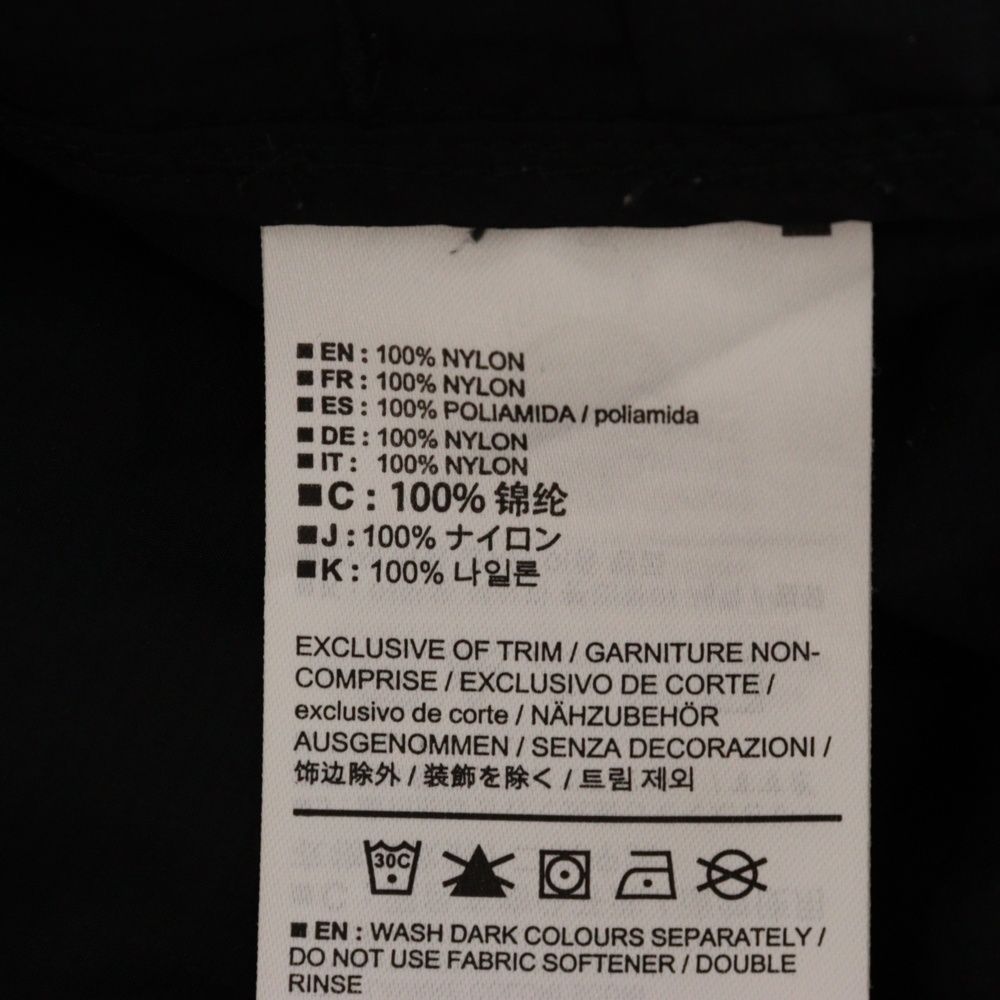 EN : 100% NYLON
FR : 100% NYLON
ES : 100% POLIAMIDA / poliamida
DE : 100% NYLON
IT : 100% NYLON
C : 100% 锦纶
J : 100% ナイロン
K : 100% 나일론
EXCLUSIVE OF TRIM / GARNITURE NON-
COMPRISE / EXCLUSIVO DE CORTE /
exclusivo de corte / NÄHZUBEHÖR
AUSGENOMMEN / SENZA DECORAZIONI /
饰边除外 / 装飾を除く / 트림 제외
30C
EN : WASH DARK COLOURS SEPARATELY /
DO NOT USE FABRIC SOFTENER / DOUBLE
RINSE